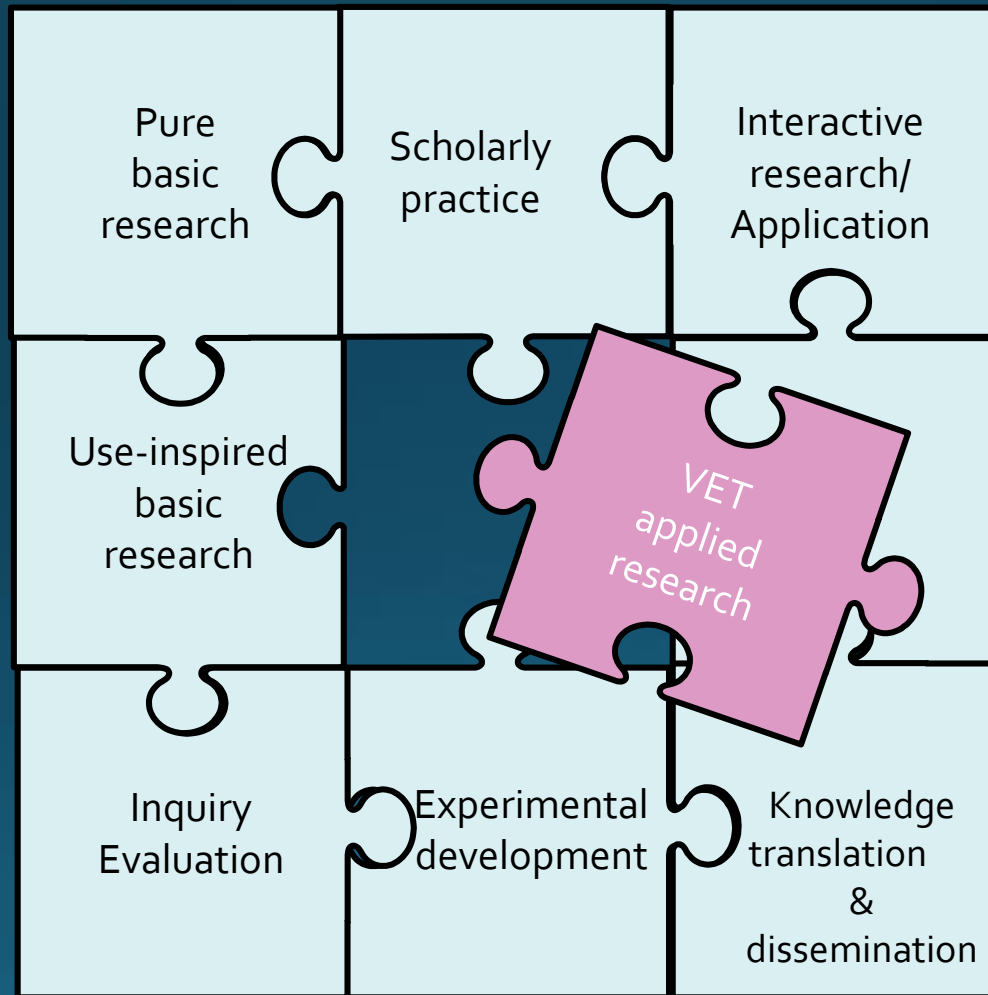 Pure
basic
research
Scholarly
practice
Interactive
research/
Application
Use-inspired
basic
research
VET
applied
research
Inquiry
Evaluation
Experimental
development
Knowledge
translation
&
dissemination